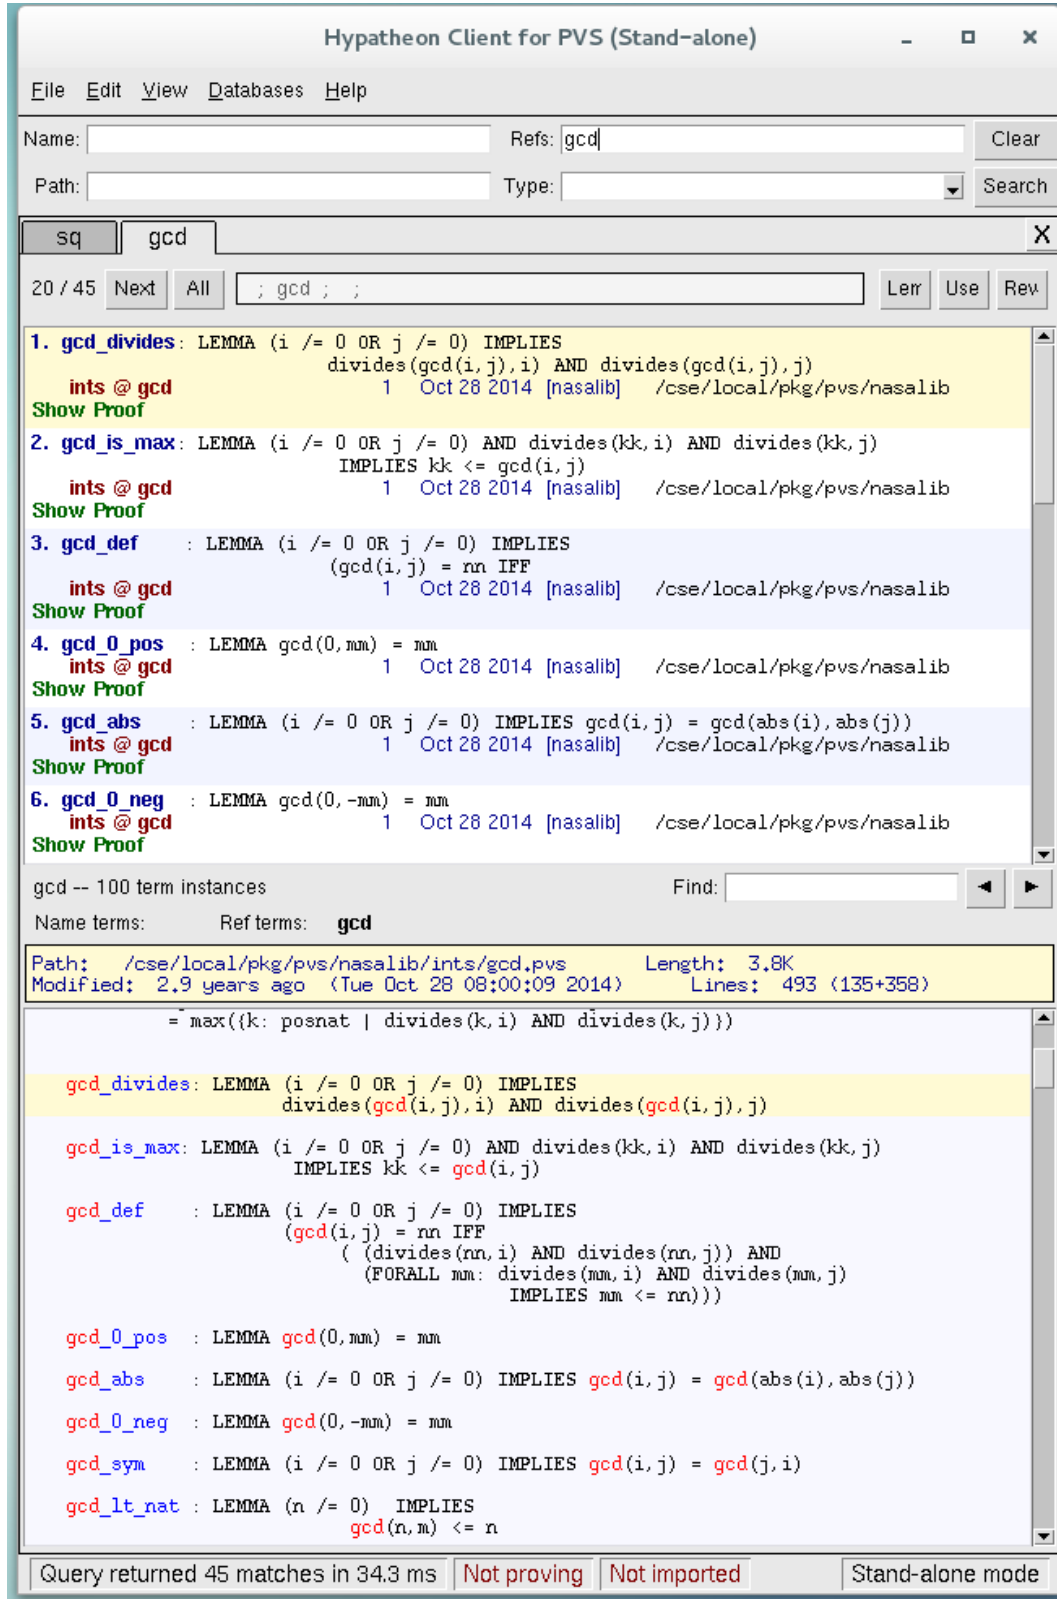 Hypatheon Client for PVS (Stand-alone)
File Edit View Databases Help
Name: Refs: gcd Clear
Path: Type: Search
sq gcd X
20 / 45 Next All ; gcd ; ; Lem Use Rev
1. gcd_divides: LEMMA (i /= 0 OR j /= 0) IMPLIES
divides(gcd(i,j),i) AND divides(gcd(i,j),j)
ints @ gcd 1 Oct 28 2014 [nasalib] /cse/local/pkg/pvs/nasalib
Show Proof
2. gcd_is_max: LEMMA (i /= 0 OR j /= 0) AND divides(kk,i) AND divides(kk,j)
IMPLIES kk <= gcd(i,j)
ints @ gcd 1 Oct 28 2014 [nasalib] /cse/local/pkg/pvs/nasalib
Show Proof
3. gcd_def : LEMMA (i /= 0 OR j /= 0) IMPLIES
(gcd(i,j) = nn IFF
ints @ gcd 1 Oct 28 2014 [nasalib] /cse/local/pkg/pvs/nasalib
Show Proof
4. gcd_0_pos : LEMMA gcd(0,mm) = mm
ints @ gcd 1 Oct 28 2014 [nasalib] /cse/local/pkg/pvs/nasalib
Show Proof
5. gcd_abs : LEMMA (i /= 0 OR j /= 0) IMPLIES gcd(i,j) = gcd(abs(i),abs(j))
ints @ gcd 1 Oct 28 2014 [nasalib] /cse/local/pkg/pvs/nasalib
Show Proof
6. gcd_0_neg : LEMMA gcd(0,-mm) = mm
ints @ gcd 1 Oct 28 2014 [nasalib] /cse/local/pkg/pvs/nasalib
Show Proof
gcd -- 100 term instances Find:
Name terms: Ref terms: gcd
Path: /cse/local/pkg/pvs/nasalib/ints/gcd.pvs Length: 3.8K
Modified: 2.9 years ago (Tue Oct 28 08:00:09 2014) Lines: 493 (135+358)
= max({k: posnat | divides(k,i) AND divides(k,j)})
gcd_divides: LEMMA (i /= 0 OR j /= 0) IMPLIES
divides(gcd(i,j),i) AND divides(gcd(i,j),j)
gcd_is_max: LEMMA (i /= 0 OR j /= 0) AND divides(kk,i) AND divides(kk,j)
IMPLIES kk <= gcd(i,j)
gcd_def : LEMMA (i /= 0 OR j /= 0) IMPLIES
(gcd(i,j) = nn IFF
( (divides(nn,i) AND divides(nn,j)) AND
(FORALL mm: divides(mm,i) AND divides(mm,j)
IMPLIES mm <= nn)))
gcd_0_pos : LEMMA gcd(0,mm) = mm
gcd_abs : LEMMA (i /= 0 OR j /= 0) IMPLIES gcd(i,j) = gcd(abs(i),abs(j))
gcd_0_neg : LEMMA gcd(0,-mm) = mm
gcd_sym : LEMMA (i /= 0 OR j /= 0) IMPLIES gcd(i,j) = gcd(j,i)
gcd_lt_nat : LEMMA (n /= 0) IMPLIES
gcd(n,m) <= n
Query returned 45 matches in 34.3 ms Not proving Not imported Stand-alone mode